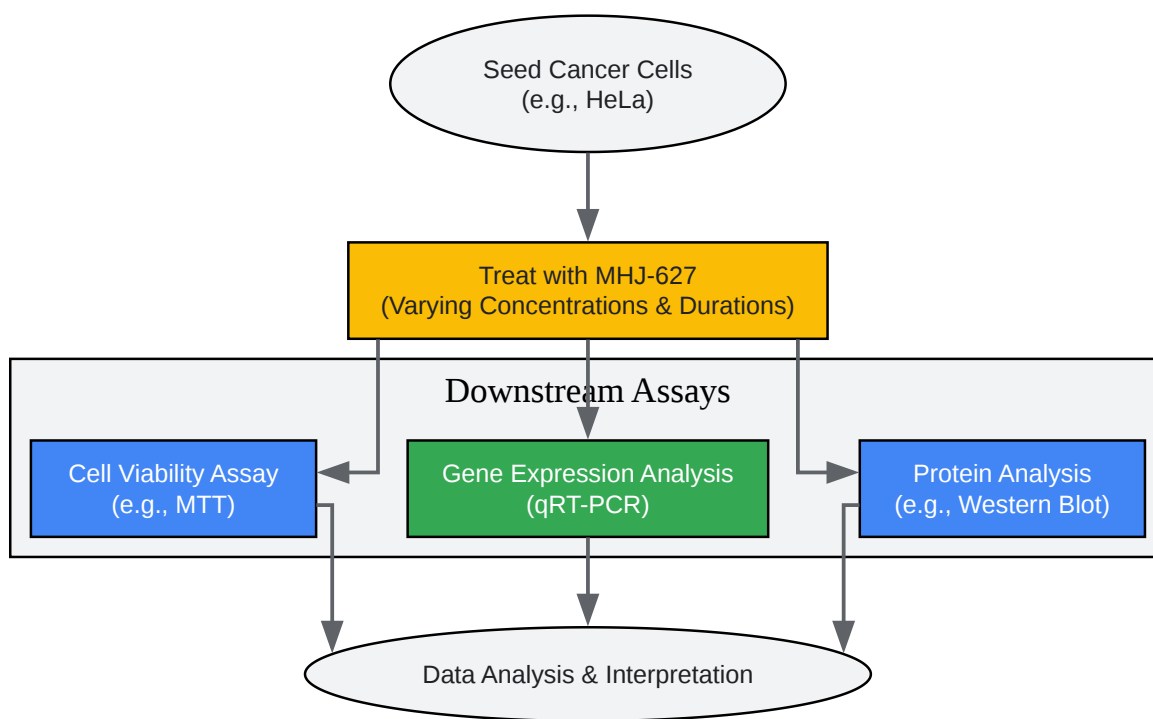 Seed Cancer Cells
(e.g., HeLa)
Treat with MHJ-627
(Varying Concentrations & Durations)
Downstream Assays
Cell Viability Assay
(e.g., MTT)
Gene Expression Analysis
(qRT-PCR)
Protein Analysis
(e.g., Western Blot)
Data Analysis & Interpretation